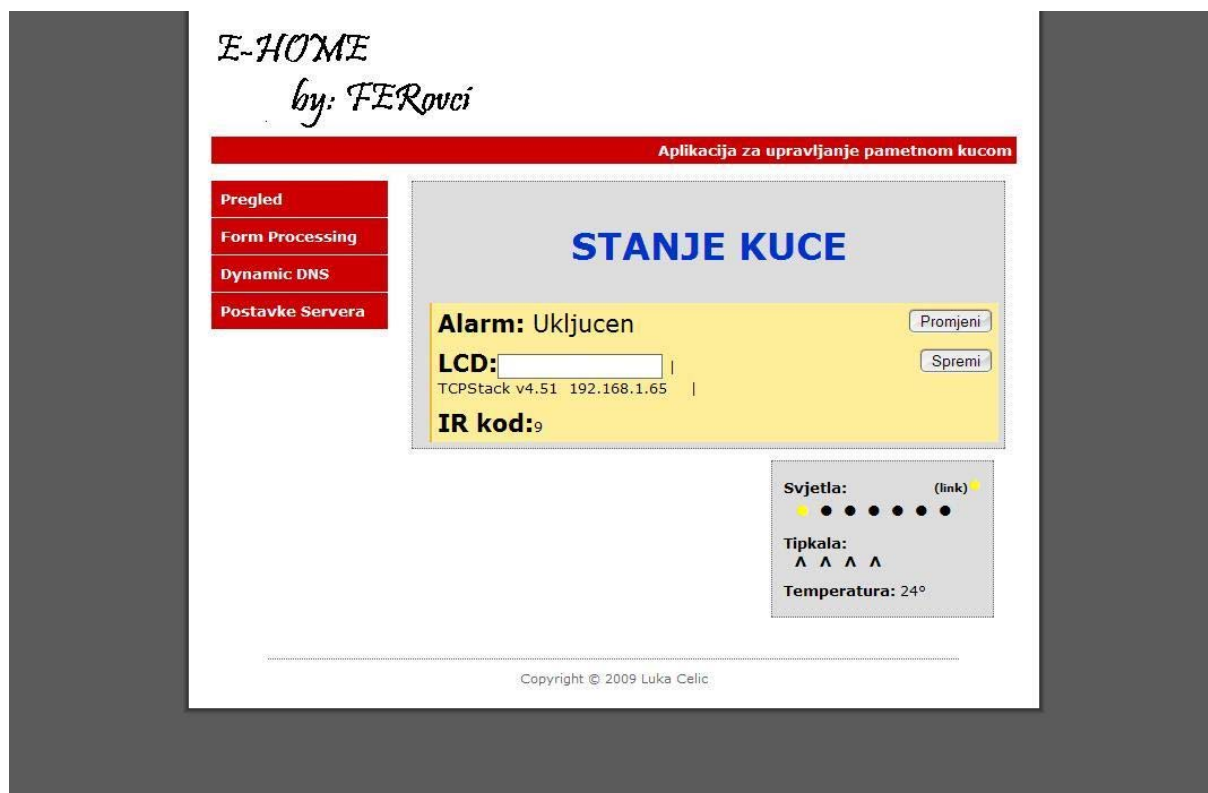 E-HOME
by: FERovci
Aplikacija za upravljanje pametnom kucom
Pregled
Form Processing
Dynamic DNS
Postavke Servera
STANJE KUCE
Alarm: Ukljucen
Promjeni
LCD: |
Spremi
TCPStack v4.51 192.168.1.65 |
IR kod:9
Svjetla: (link)
Tipkala:
Λ Λ Λ Λ
Temperatura: 24°
Copyright © 2009 Luka Celic